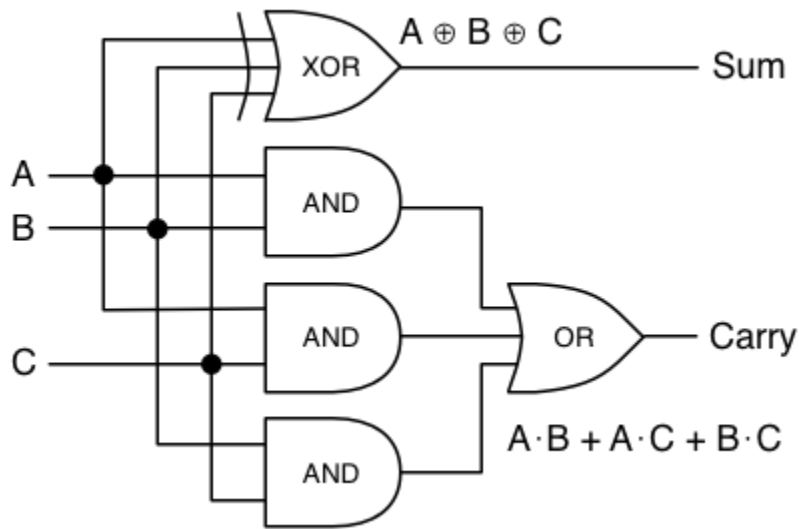 A ⊕ B ⊕ C
XOR
Sum
A
AND
B
AND
OR
Carry
C
A·B + A·C + B·C
AND